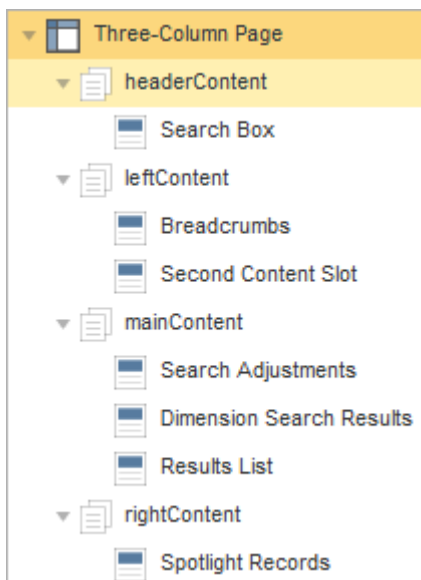 Three-Column Page
headerContent
Search Box
leftContent
Breadcrumbs
Second Content Slot
mainContent
Search Adjustments
Dimension Search Results
Results List
rightContent
Spotlight Records